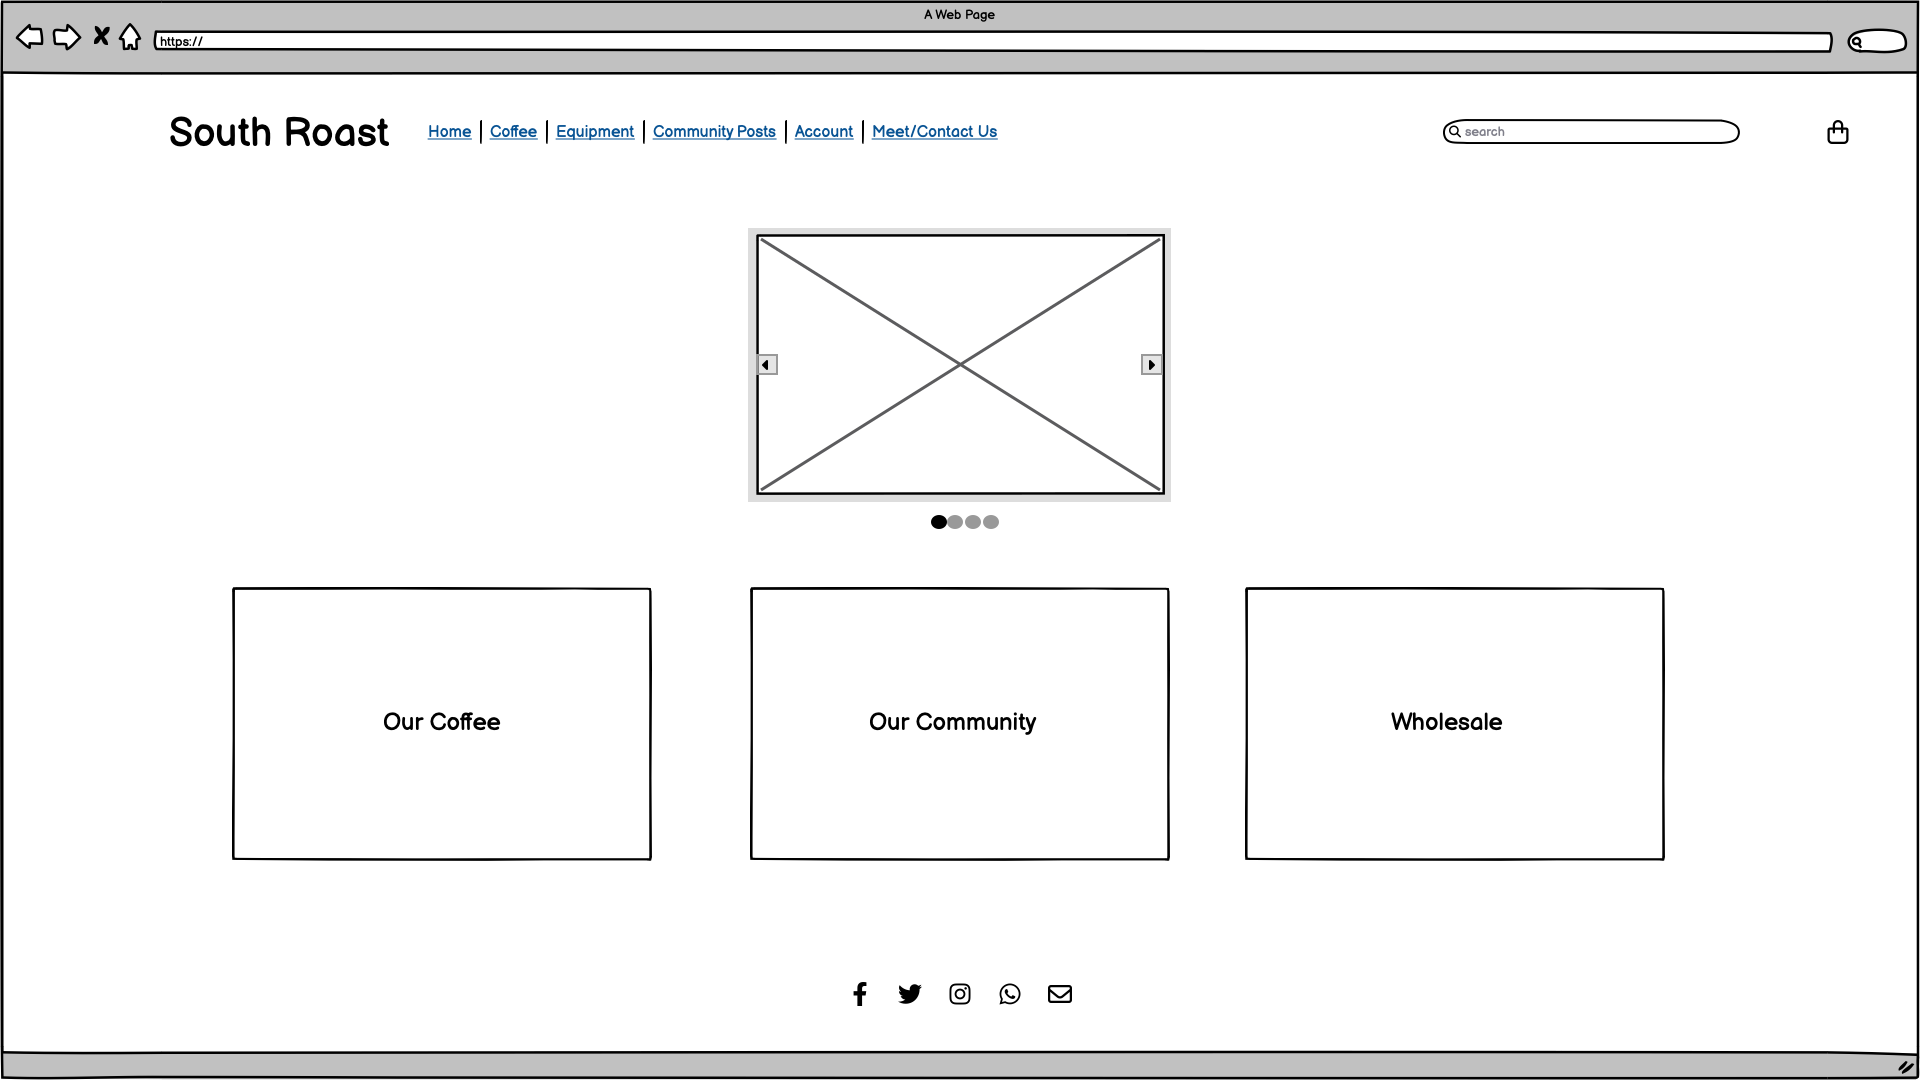 A Web Page
https://
South Roast
Home | Coffee | Equipment | Community Posts | Account | Meet/Contact Us
search
Our Coffee
Our Community
Wholesale